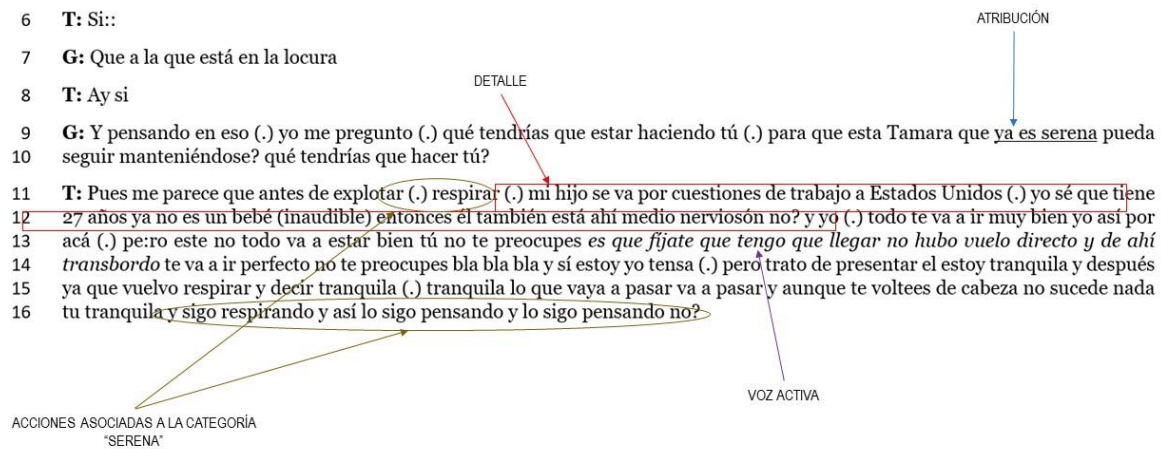 6 T: Si::
ATRIBUCIÓN
7 G: Que a la que está en la locura
DETALLE
8 T: Ay si
9 G: Y pensando en eso (.) yo me pregunto (.) qué tendrías que estar haciendo tú (.) para que esta Tamara que ya es serena pueda
10 seguir manteniéndose? qué tendrías que hacer tú?
11 T: Pues me parece que antes de explotar (.) respirar (.) mi hijo se va por cuestiones de trabajo a Estados Unidos (.) yo sé que tiene
12 27 años ya no es un bebé (inaudible) entonces él también está ahí medio nerviosón no? y yo (.) todo te va a ir muy bien yo así por
13 acá (.) pe:ro este no todo va a estar bien tú no te preocupes es que fíjate que tengo que llegar no hubo vuelo directo y de ahí
14 transbordo te va a ir perfecto no te preocupes bla bla bla y sí estoy yo tensa (.) pero trato de presentar el estoy tranquila y después
15 ya que vuelvo respirar y decir tranquila (.) tranquila lo que vaya a pasar va a pasar y aunque te voltees de cabeza no sucede nada
16 tu tranquila y sigo respirando y así lo sigo pensando y lo sigo pensando no?
VOZ ACTIVA
ACCIONES ASOCIADAS A LA CATEGORÍA
“SERENA”